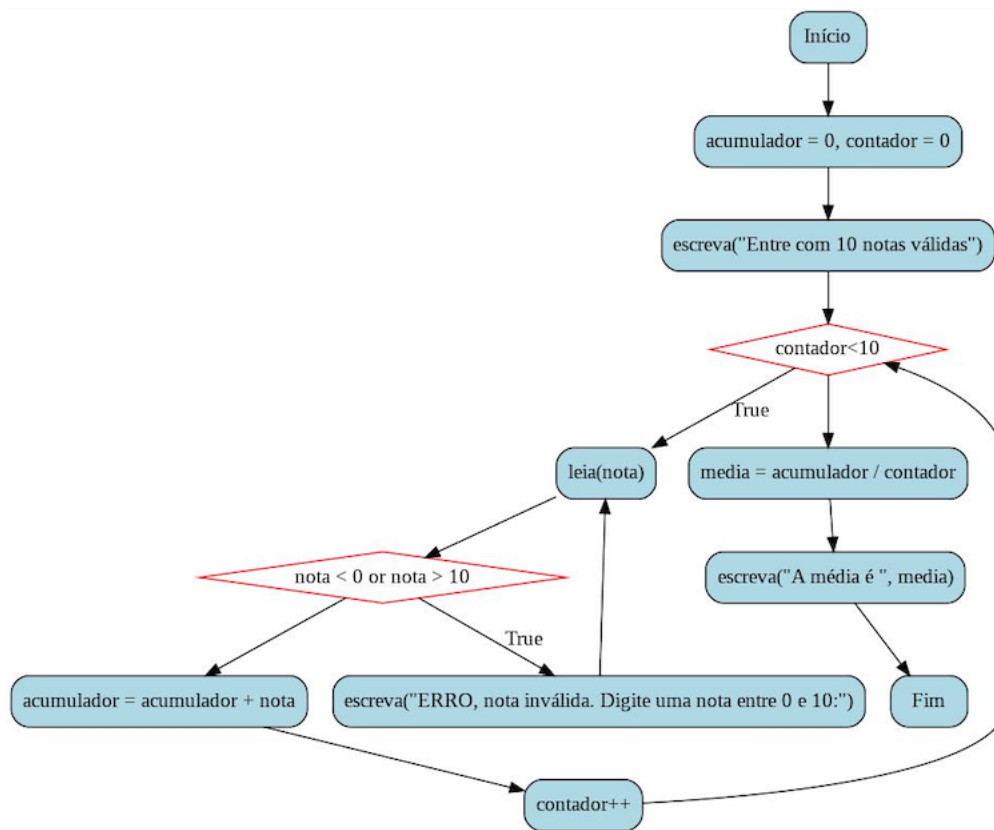 Início
acumulador = 0, contador = 0
escreva("Entre com 10 notas válidas")
contador<10
True
leia(nota)
media = acumulador / contador
nota < 0 or nota > 10
escreva("A média é ", media)
True
acumulador = acumulador + nota
escreva("ERRO, nota inválida. Digite uma nota entre 0 e 10:")
Fim
contador++